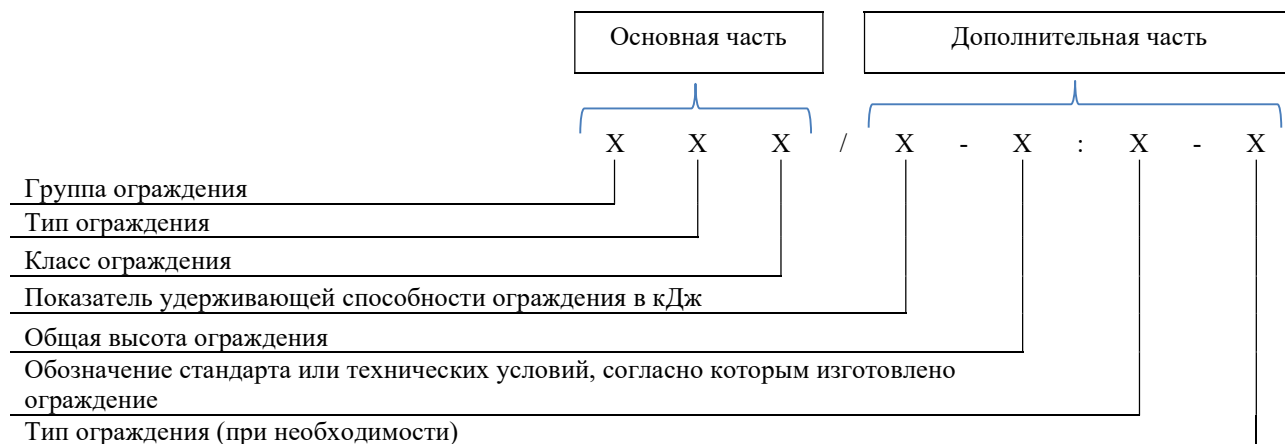 Основная часть
Дополнительная часть
Х Х Х / Х - Х : Х - Х
Группа ограждения
Тип ограждения
Класс ограждения
Показатель удерживающей способности ограждения в кДж
Общая высота ограждения
Обозначение стандарта или технических условий, согласно которым изготовлено
ограждение
Тип ограждения (при необходимости)